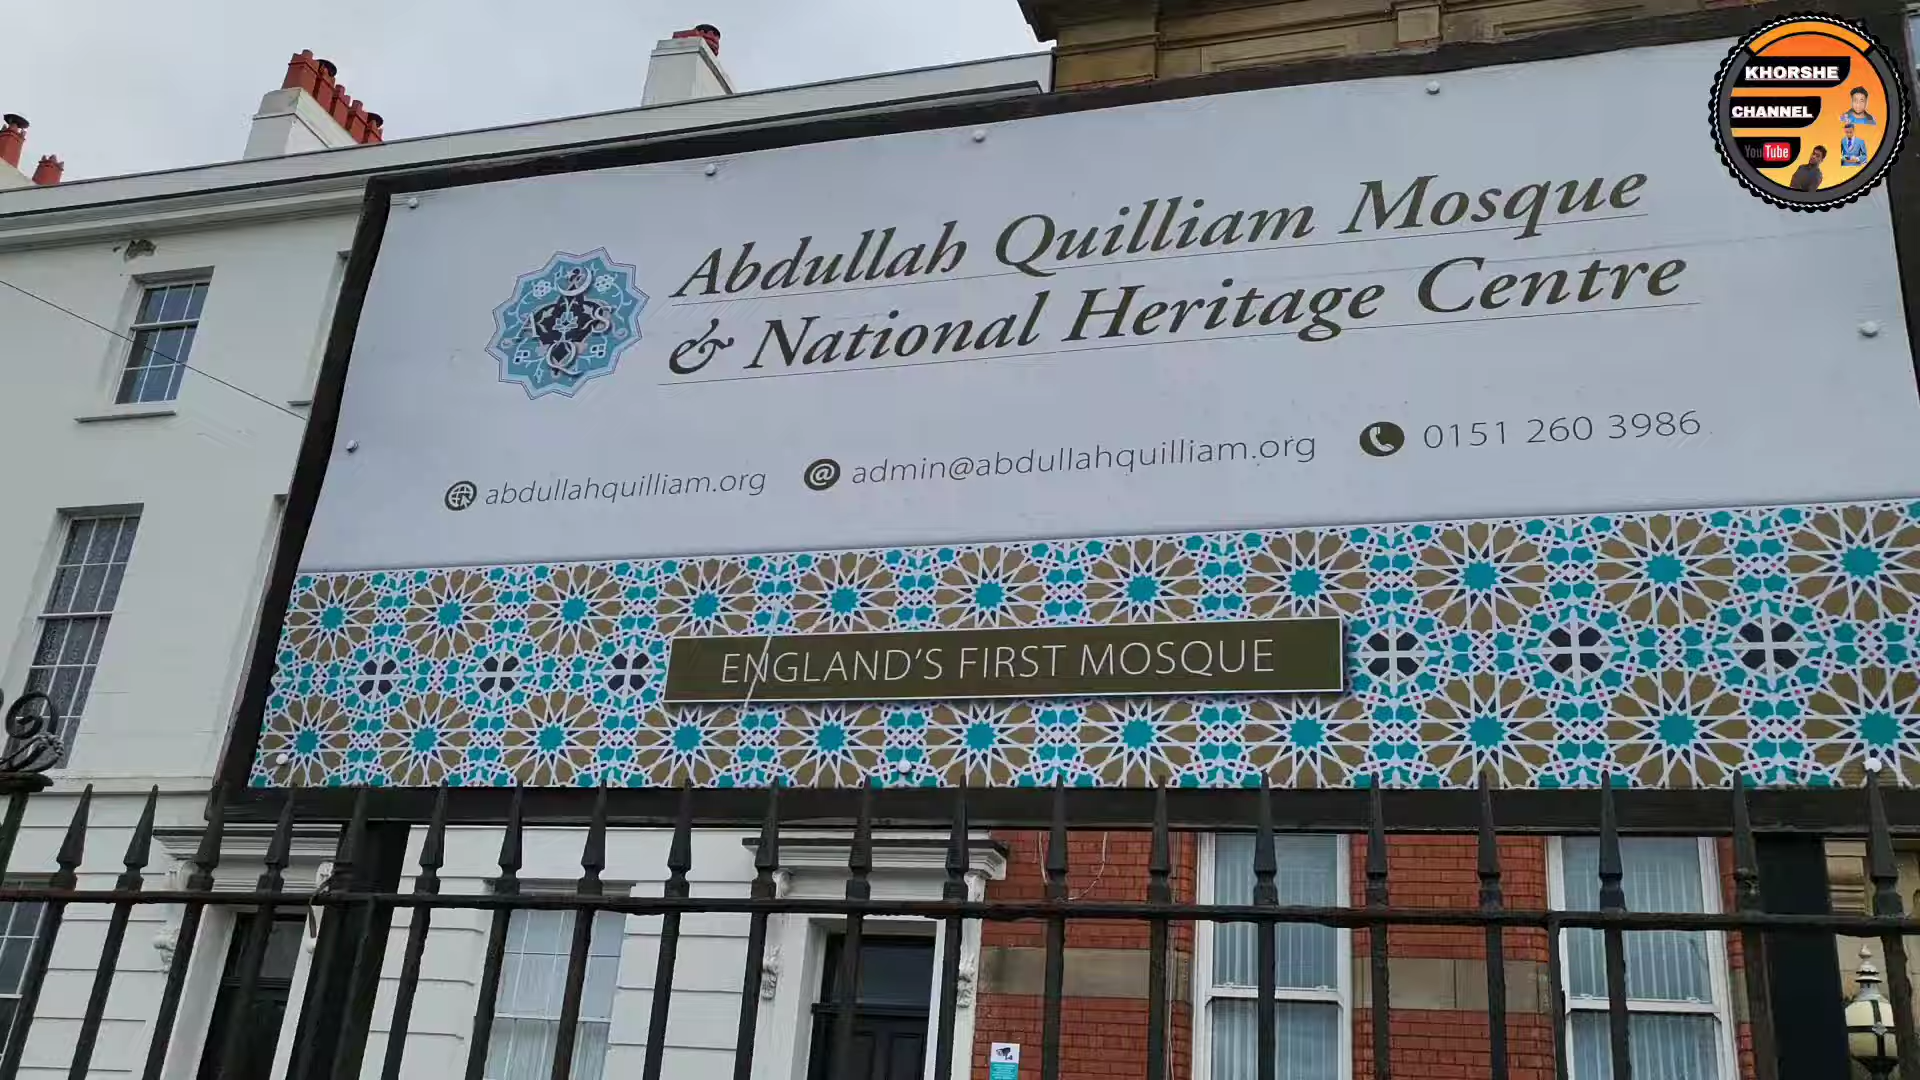 KHORSHE
CHANNEL
YouTube
Abdullah Quilliam Mosque
& National Heritage Centre
abdullahquilliam.org
admin@abdullahquilliam.org
0151 260 3986
ENGLAND'S FIRST MOSQUE